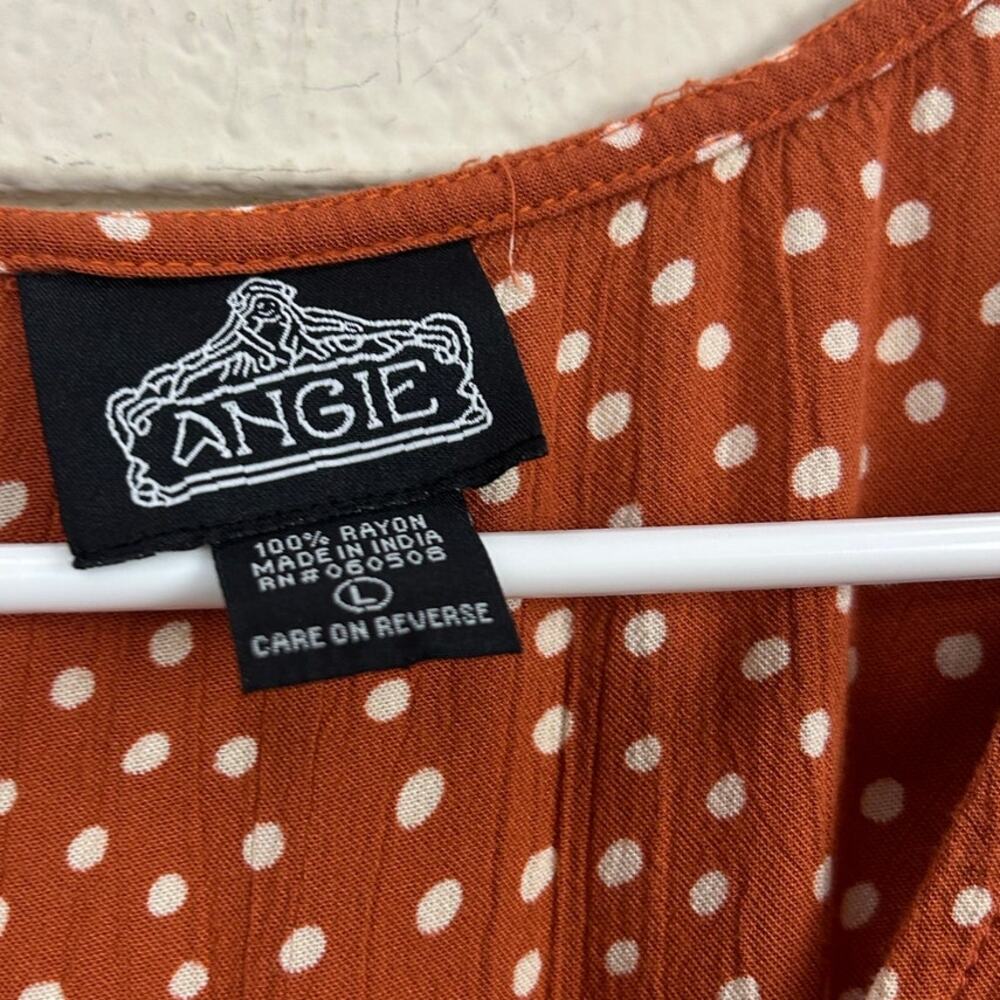 ANGIE
100% RAYON
MADE IN INDIA
RN#060508
L
CARE ON REVERSE